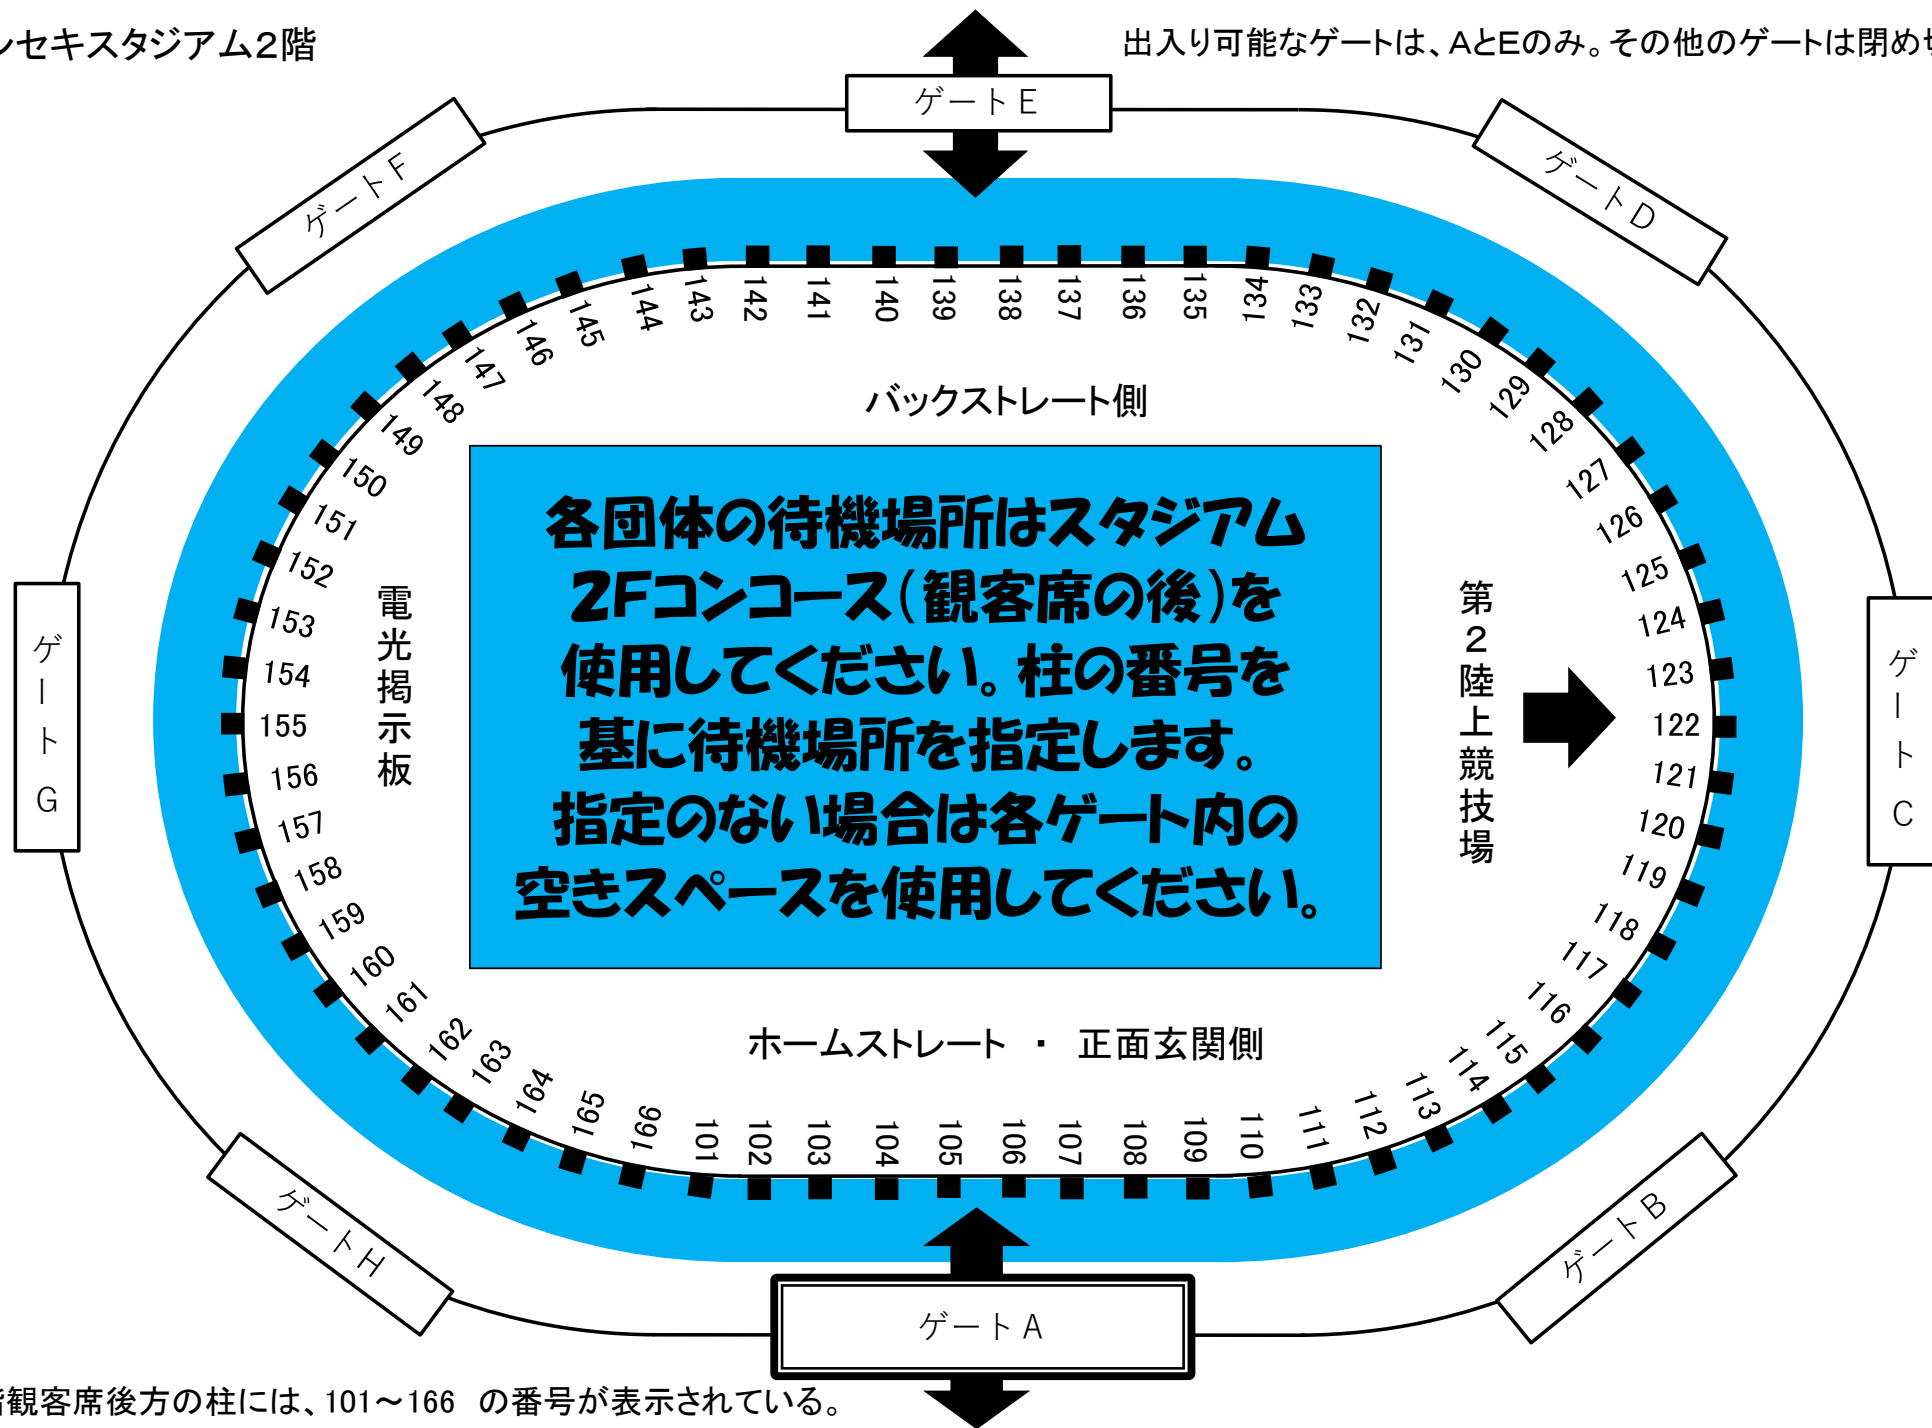 ンセキスタジアム2階
出入り可能なゲートは、AとEのみ。その他のゲートは閉め
ゲートE
ゲートF
ゲートD
143 142 141 140 139 138 137 136 135 134
144 133
145 132
146 131
147 130
148 129
149 128
150 127
151 126
152 125
153 124
154 123
155 122
156 121
157 120
158 119
159 118
160 117
161 116
162 115
163 114
164 113
165 112
166 111
101 102 103 104 105 106 107 108 109 110
バックストレート側
各団体の待機場所はスタジアム
2Fコンコース(観客席の後)を
使用してください。柱の番号を
基に待機場所を指定します。
指定のない場合は各ゲート内の
空きスペースを使用してください。
電光掲示板
第2陸上競技場
ゲートG
ゲートC
ホームストレート ・ 正面玄関側
ゲートH
ゲートB
ゲートA
観客席後方の柱には、101～166 の番号が表示されている。